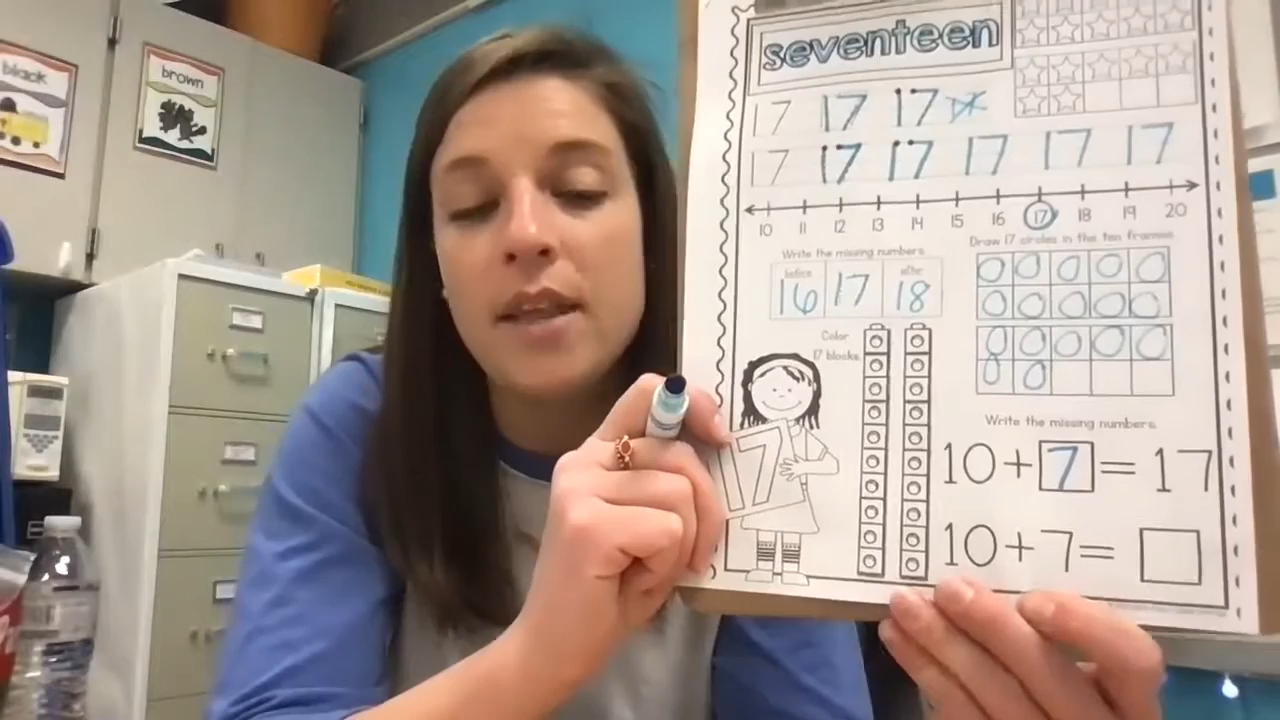 black
brown
seventeen
17 17 17
17 17 17 17 17 17
10 11 12 13 14 15 16 17 18 19 20
Write the missing numbers.
before after
16 17 18
Draw 17 circles in the ten frames.
Color
17 blocks.
17
Write the missing numbers.
10 + 7 = 17
10 + 7 =